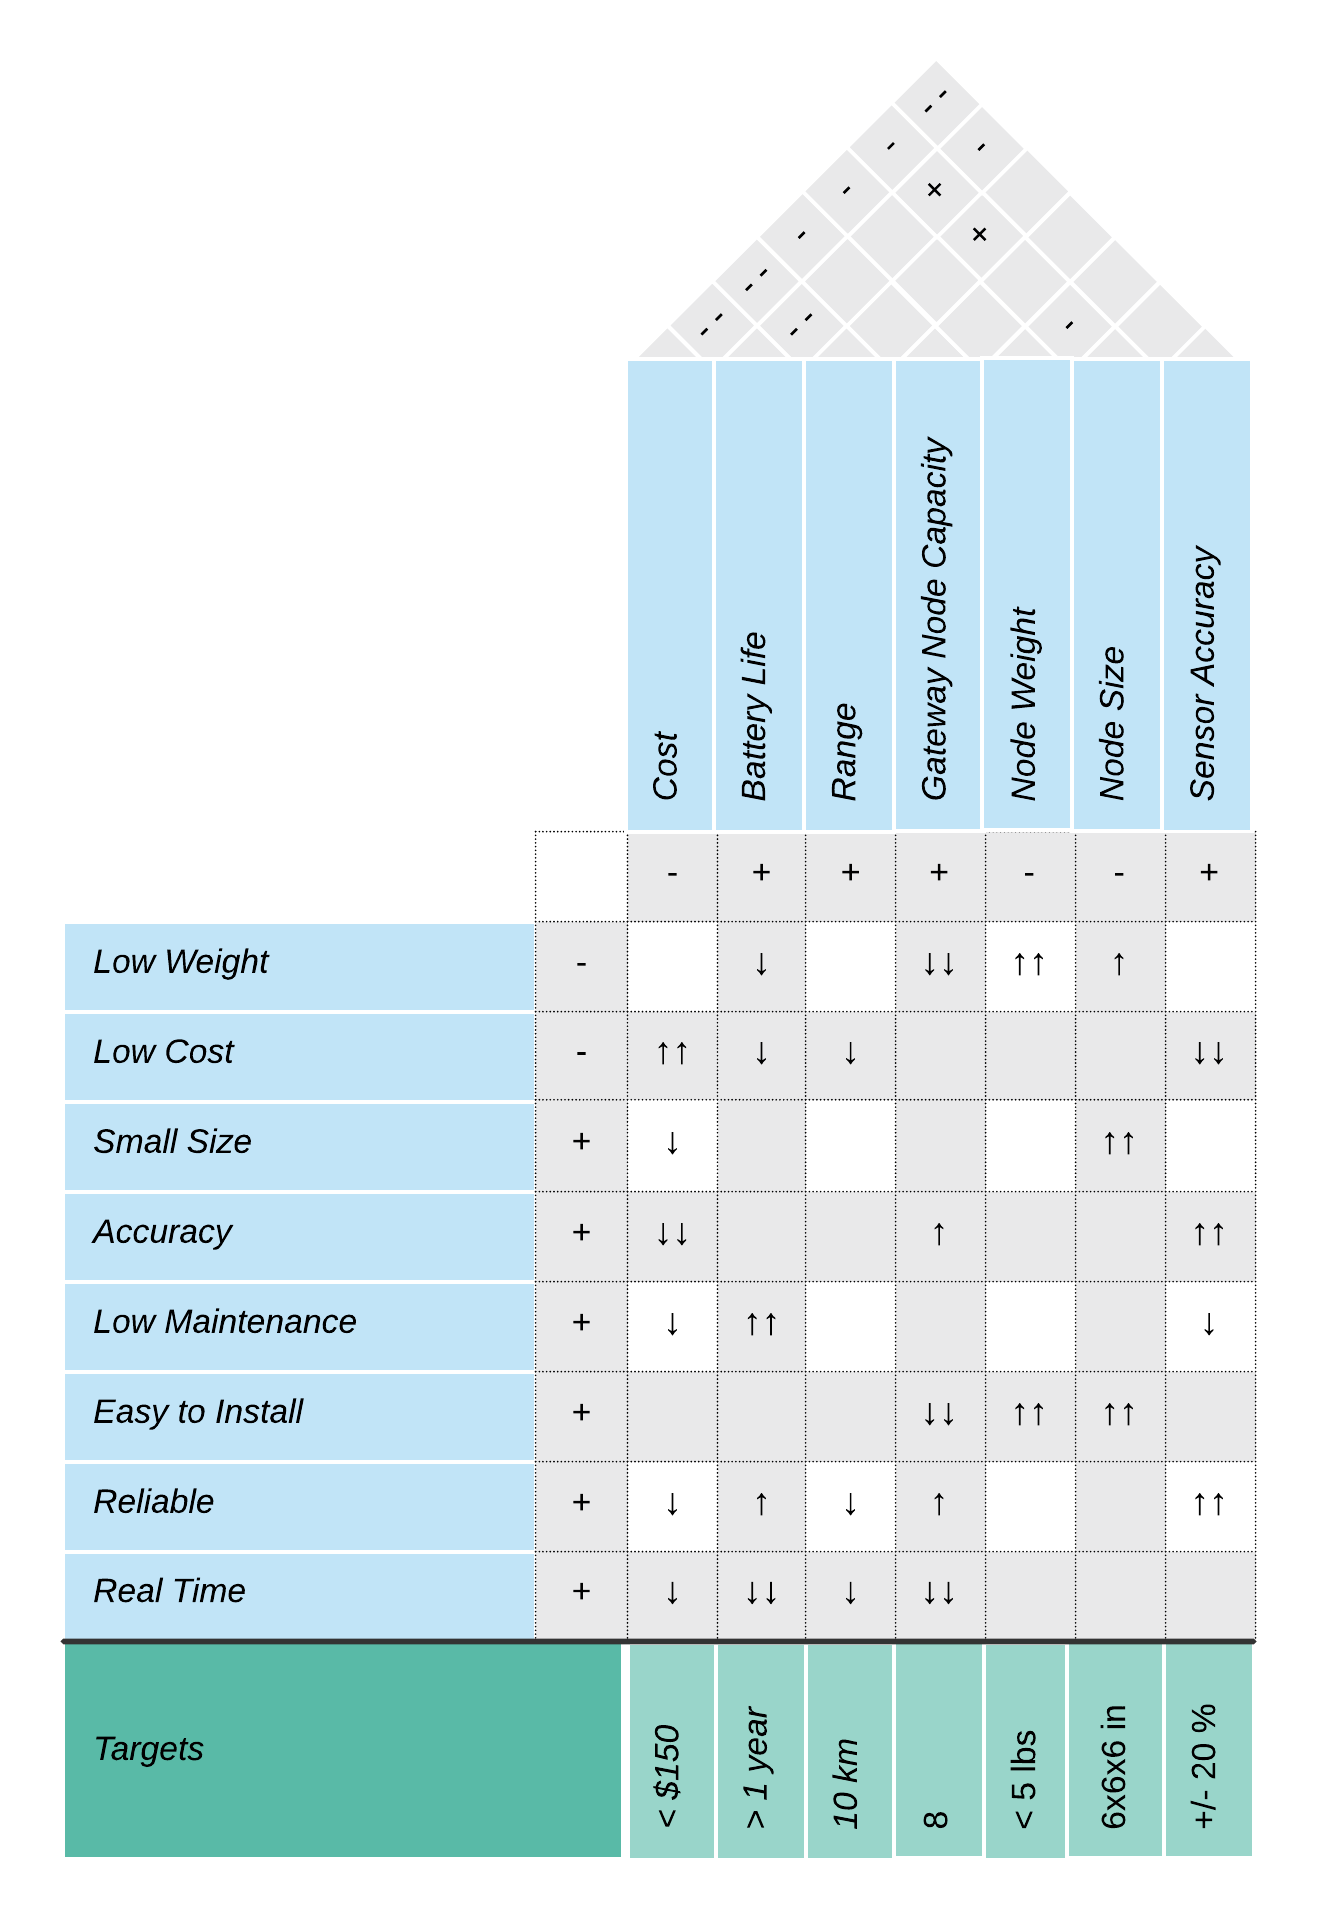 - -
- -
- ×
- ×
- -
- - - - -
Cost
Battery Life
Range
Gateway Node Capacity
Node Weight
Node Size
Sensor Accuracy
- + + + - - +
Low Weight - ↓ ↓↓ ↑↑ ↑
Low Cost - ↑↑ ↓ ↓ ↓↓
Small Size + ↓ ↑↑
Accuracy + ↓↓ ↑ ↑↑
Low Maintenance + ↓ ↑↑ ↓
Easy to Install + ↓↓ ↑↑ ↑↑
Reliable + ↓ ↑ ↓ ↑ ↑↑
Real Time + ↓ ↓↓ ↓ ↓↓
Targets
< $150
> 1 year
10 km
8
< 5 lbs
6x6x6 in
+/- 20 %